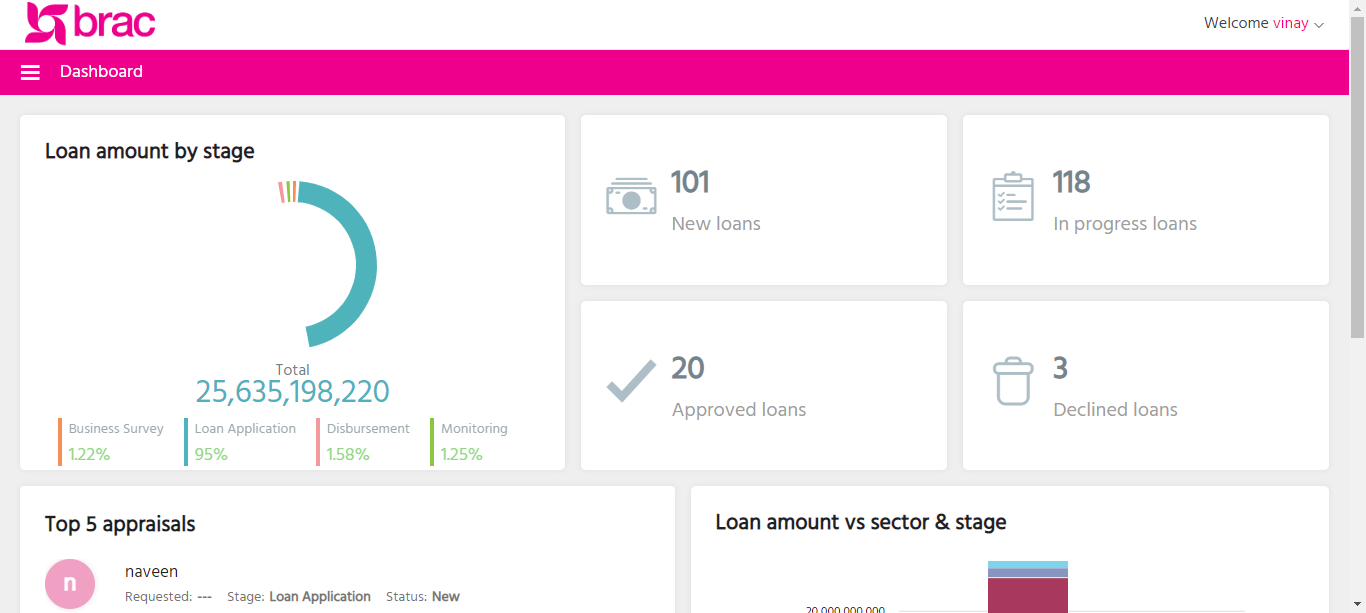 brac
Welcome vinay
Dashboard
Loan amount by stage
Total
25,635,198,220
Business Survey
1.22%
Loan Application
95%
Disbursement
1.58%
Monitoring
1.25%
101
New loans
118
In progress loans
20
Approved loans
3
Declined loans
Top 5 appraisals
n
naveen
Requested: --- Stage: Loan Application Status: New
Loan amount vs sector & stage
20,000,000,000